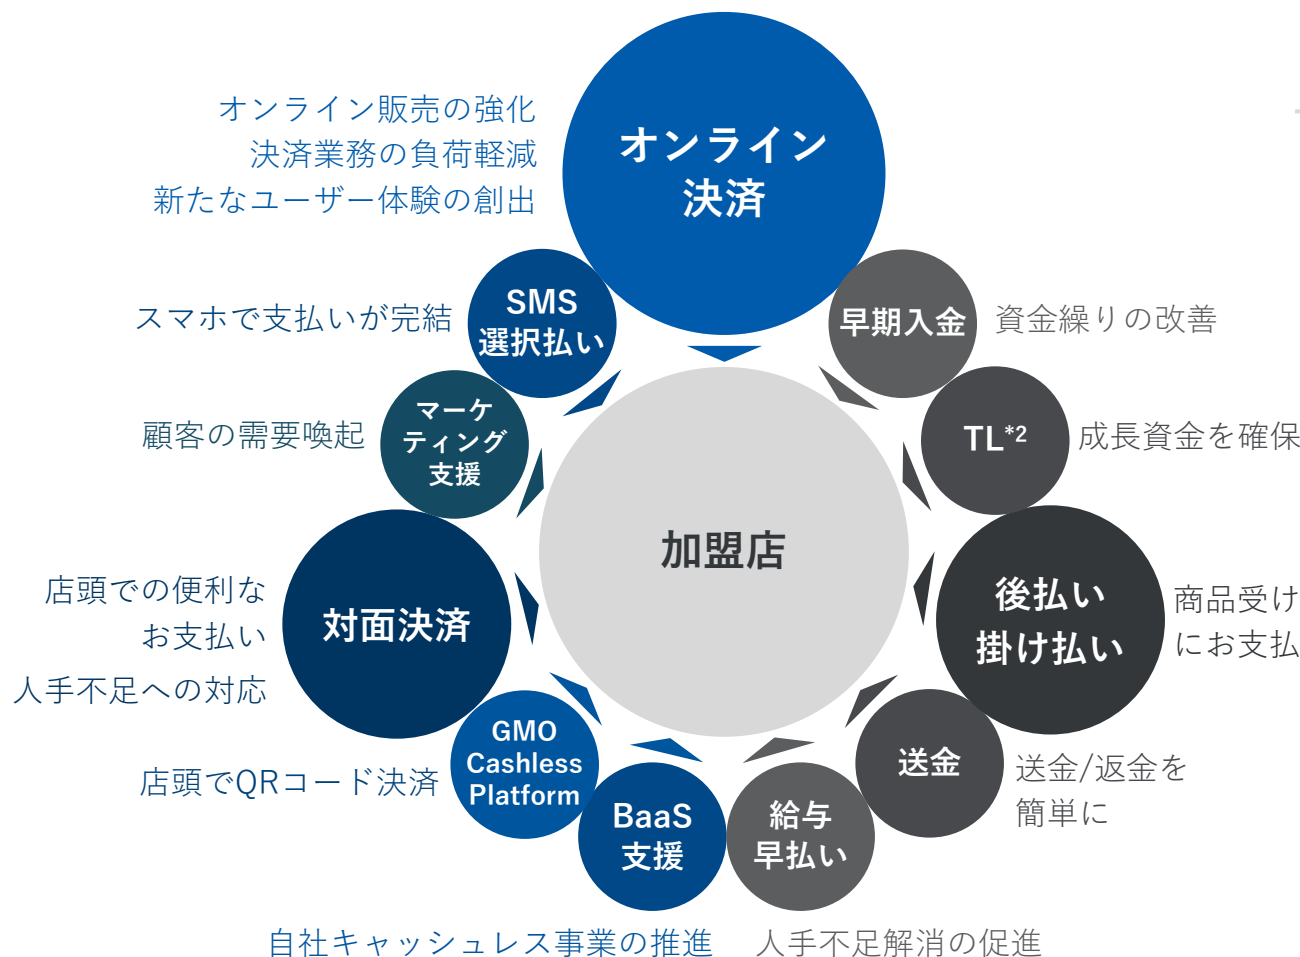 オンライン販売の強化
決済業務の負荷軽減
新たなユーザー体験の創出
オンライン
決済
スマホで支払いが完結
SMS
選択払い
早期入金
資金繰りの改善
顧客の需要喚起
マーケ
ティング
支援
TL*2
成長資金を確保
加盟店
店頭での便利な
お支払い
人手不足への対応
対面決済
後払い
掛け払い
商品受け
にお支払
店頭でQRコード決済
GMO
Cashless
Platform
BaaS
支援
給与
早払い
送金
送金/返金を
簡単に
自社キャッシュレス事業の推進
人手不足解消の促進